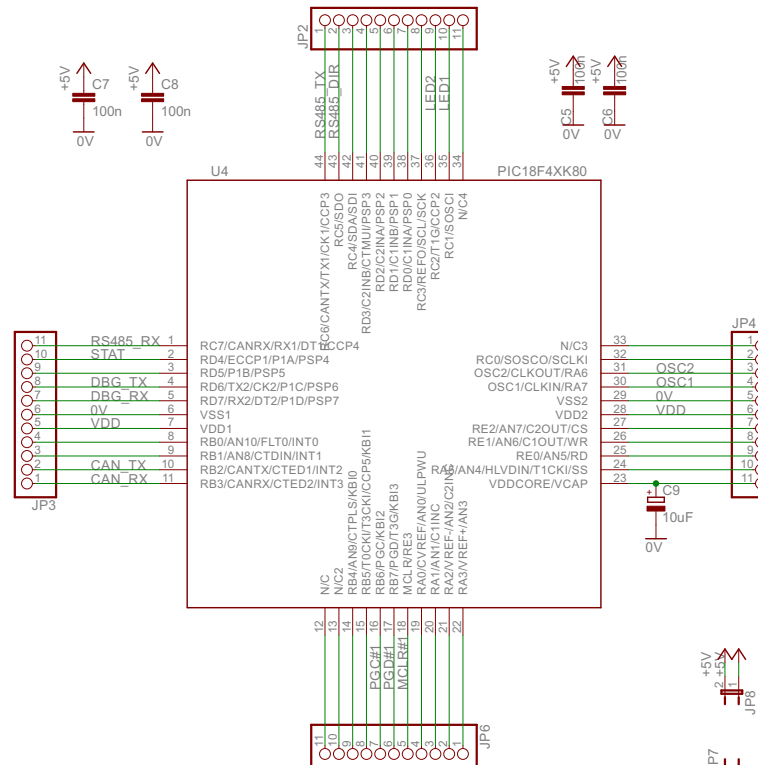 JP2
1
2
3
4
5
6
7
8
9
10
11
RS485_TX
RS485_DIR
LED2
LED1
+5V
C7
100n
0V
+5V
C8
100n
0V
+5V
100n
C5
0V
+5V
100n
C6
0V
44
43
42
41
40
39
38
37
36
35
34
U4
PIC18F4XK80
RC6/CANTX/TX1/CK1/CCP3
RC5/SDO
RC4/SDA/SDI
RD3/C2INB/CTMUI/PSP3
RD2/C2INA/PSP2
RD1/C1INB/PSP1
RD0/C1INA/PSP0
RC3/REFO/SCL/SCK
RC2/T1G/CCP2
RC1/SOSCI
N/C4
11 RS485_RX 1 RC7/CANRX/RX1/DT1/CCP4
10 STAT 2 RD4/ECCP1/P1A/PSP4
9 3 RD5/P1B/PSP5
8 DBG_TX 4 RD6/TX2/CK2/P1C/PSP6
7 DBG_RX 5 RD7/RX2/DT2/P1D/PSP7
6 0V 6 VSS1
5 VDD 7 VDD1
4 8 RB0/AN10/FLT0/INT0
3 9 RB1/AN8/CTDIN/INT1
2 CAN_TX 10 RB2/CANTX/CTED1/INT2
1 CAN_RX 11 RB3/CANRX/CTED2/INT3
JP3
JP4
N/C3 33 1
RC0/SOSCO/SCLKI 32 2
OSC2/CLKOUT/RA6 31 OSC2 3
OSC1/CLKIN/RA7 30 OSC1 4
VSS2 29 0V 5
VDD2 28 VDD 6
RE2/AN7/C2OUT/CS 27 7
RE1/AN6/C1OUT/WR 26 8
RE0/AN5/RD 25 9
RA5/AN4/HLVDIN/T1CKI/SS 24 10
VDDCORE/VCAP 23 11
C9
10uF
0V
N/C
N/C2
RB4/AN9/CTPLS/KBI0
RB5/T0CKI/T3CKI/CCP5/KBI1
RB6/PGC/KBI2
RB7/PGD/T3G/KBI3
MCLR/RE3
RA0/CVREF/AN0/ULPWU
RA1/AN1/C1INC
RA2/VREF-/AN2/C2INC
RA3/VREF+/AN3
12
13
14
15
16
17
18
19
20
21
22
PGC#1
PGD#1
MCLR#1
11
10
9
8
7
6
5
4
3
2
1
JP6
+5V
+5V
2
1
JP8
P7